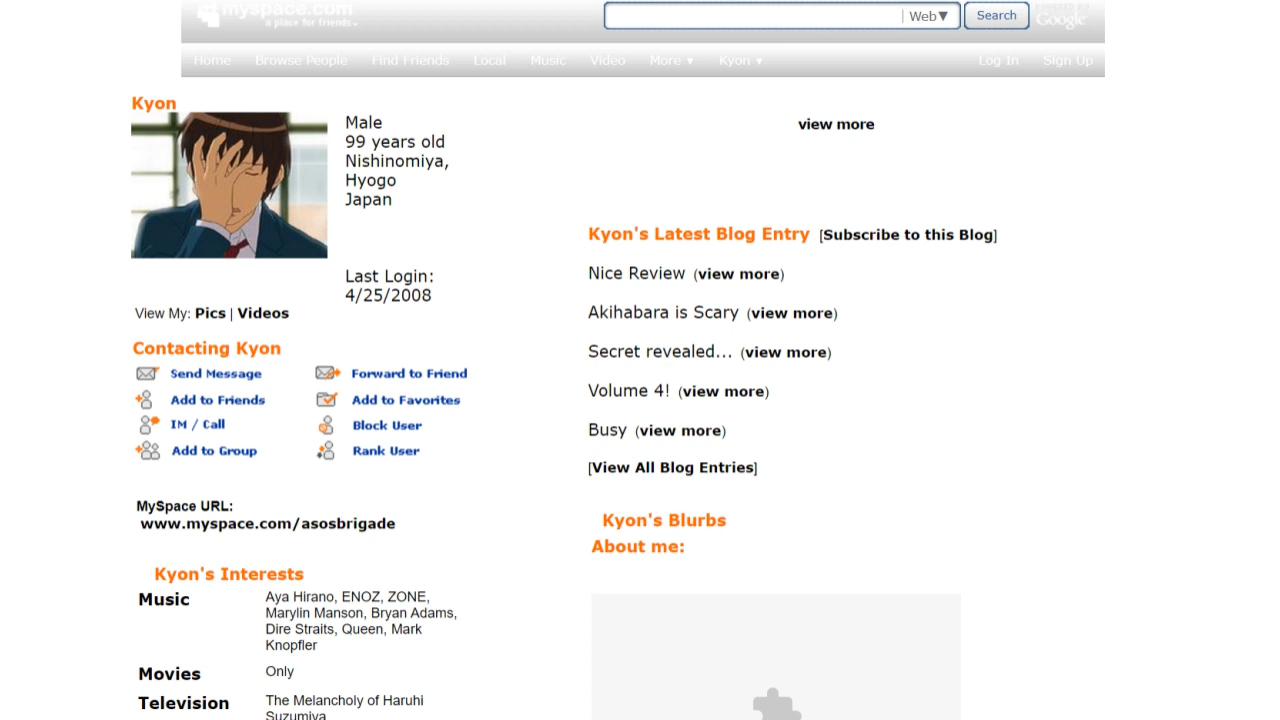 myspace.com
a place for friends
Web▼ Search
Google
Home Browse People Find Friends Local Music Video More ▼ Kyon ▼ Log In Sign Up
Kyon
Male
99 years old
Nishinomiya,
Hyogo
Japan
Last Login:
4/25/2008
View My: Pics | Videos
Contacting Kyon
Send Message Forward to Friend
Add to Friends Add to Favorites
IM / Call Block User
Add to Group Rank User
MySpace URL:
www.myspace.com/asosbrigade
Kyon's Interests
Music Aya Hirano, ENOZ, ZONE,
Marylin Manson, Bryan Adams,
Dire Straits, Queen, Mark
Knopfler
Movies Only
Television The Melancholy of Haruhi
Suzumiya
view more
Kyon's Latest Blog Entry [Subscribe to this Blog]
Nice Review (view more)
Akihabara is Scary (view more)
Secret revealed... (view more)
Volume 4! (view more)
Busy (view more)
[View All Blog Entries]
Kyon's Blurbs
About me: